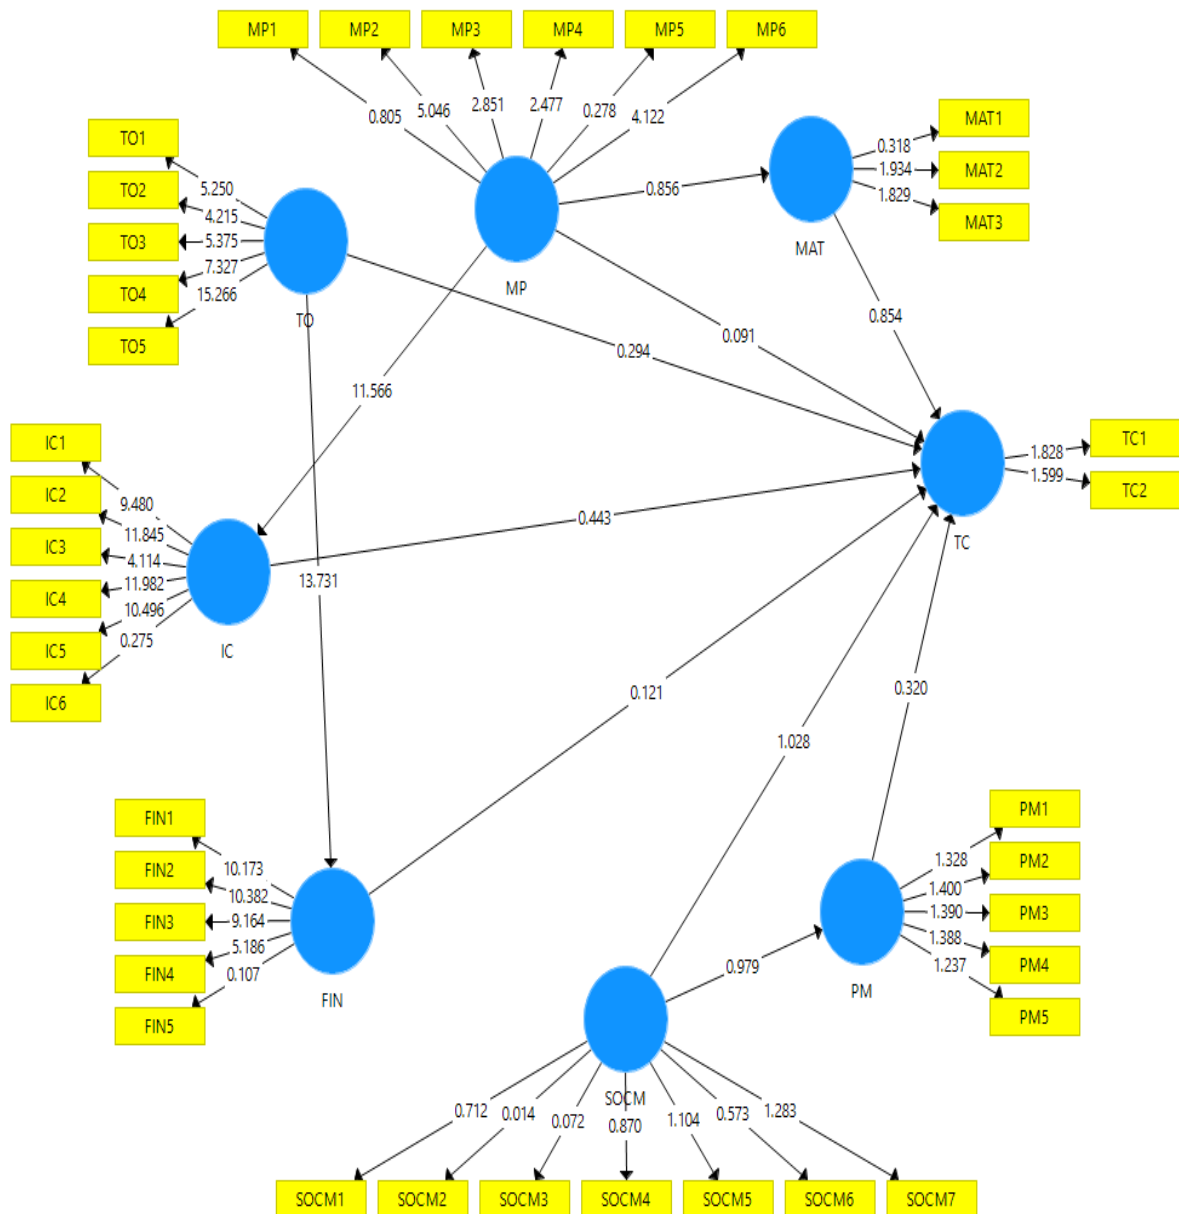 MP1 MP2 MP3 MP4 MP5 MP6
0.805 5.046 2.851 2.477 0.278 4.122
TO1
TO2
TO3
TO4
TO5
5.250
4.215
5.375
7.327
15.266
TO
MP
0.856
MAT
0.318
1.934
1.829
MAT1
MAT2
MAT3
0.854
0.091
0.294
11.566
IC1
IC2
IC3
IC4
IC5
IC6
9.480
11.845
4.114
11.982
10.496
0.275
IC
0.443
13.731
TC
1.828
1.599
TC1
TC2
0.121
1.028
0.320
FIN1
FIN2
FIN3
FIN4
FIN5
10.173
10.382
9.164
5.186
0.107
FIN
0.979
PM
1.328
1.400
1.390
1.388
1.237
PM1
PM2
PM3
PM4
PM5
SOCM
0.712 0.014 0.072 0.870 1.104 0.573 1.283
SOCM1 SOCM2 SOCM3 SOCM4 SOCM5 SOCM6 SOCM7